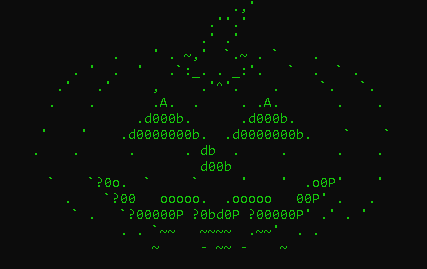 .,'
.''.'
.' .'
. ' . ~,' `.~ . ` .
. ' . ' .`:_. . _:'. ` . ` .
.' .' , .'^'. . `. `.
. . .A. . .A. . .
.d000b. .d000b.
' ' .d0000000b. .d0000000b. ` `
. . . db . . . .
d00b
` `?0o. ` ` ' ' .o0P' '
. `?00 ooooo. .ooooo 00P' . '
` . `?00000P ?0bd0P ?00000P' .' . '
. . `~~ ~~~~ .~~' . .
~ - ~~ - ~